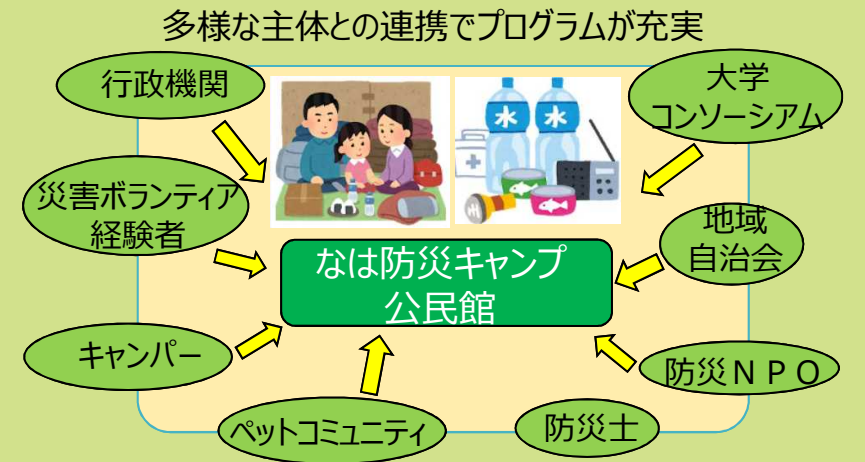 多様な主体との連携でプログラムが充実
行政機関
大学
コンソーシアム
水 水
災害ボランティア
経験者
地域
自治会
なは防災キャンプ
公民館
キャンパー
防災ＮＰＯ
ペットコミュニティ
防災士